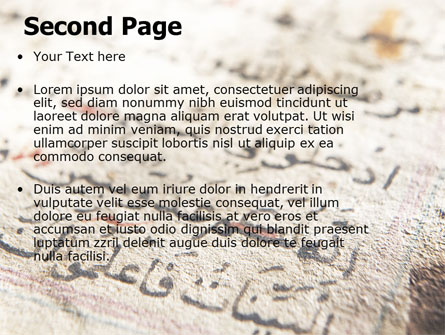 Second Page
• Your Text here
• Lorem ipsum dolor sit amet, consectetuer adipiscing
elit, sed diam nonummy nibh euismod tincidunt ut
laoreet dolore magna aliquam erat volutpat. Ut wisi
enim ad minim veniam, quis nostrud exerci tation
ullamcorper suscipit lobortis nisl ut aliquip ex ea
commodo consequat.
• Duis autem vel eum iriure dolor in hendrerit in
vulputate velit esse molestie consequat, vel illum
dolore eu feugiat nulla facilisis at vero eros et
accumsan et iusto odio dignissim qui blandit praesent
luptatum zzril delenit augue duis dolore te feugait
nulla facilisi.